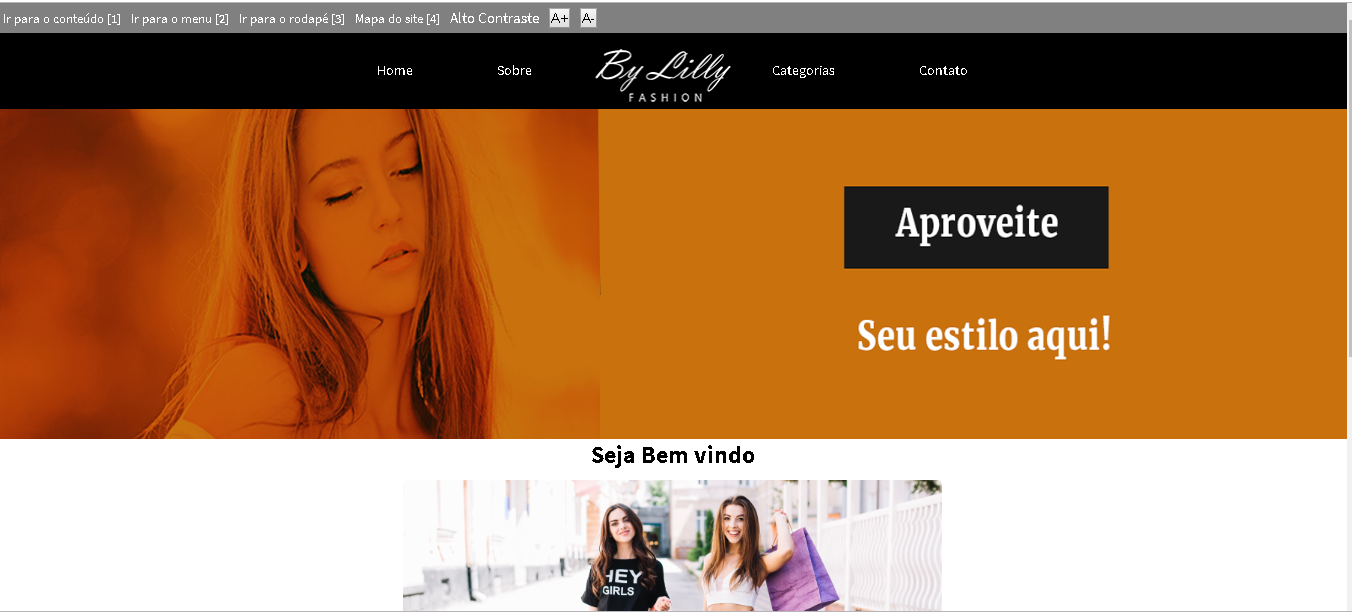 Ir para o conteúdo [1] Ir para o menu [2] Ir para o rodapé [3] Mapa do site [4] Alto Contraste A+ A-
Home Sobre By Lilly Categorias Contato
FASHION
Aproveite
Seu estilo aqui!
Seja Bem vindo
HEY
GIRLS